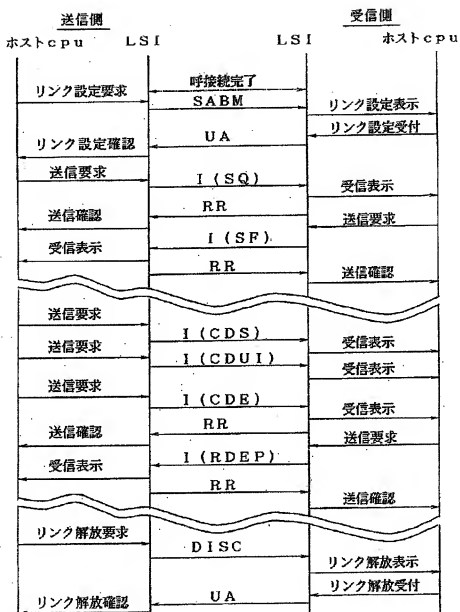 送信側
受信側
ホストcpu
LSI
LSI
ホストcpu
呼接続完了
リンク設定要求
SABM
リンク設定表示
リンク設定受付
UA
リンク設定確認
送信要求
I(SQ)
受信表示
RR
送信確認
送信要求
I(SF)
受信表示
RR
送信確認
送信要求
I(CDS)
受信表示
送信要求
I(CDUI)
受信表示
送信要求
I(CDE)
受信表示
RR
送信確認
送信要求
I(RDEP)
受信表示
RR
送信確認
リンク解放要求
DISC
リンク解放表示
リンク解放受付
UA
リンク解放確認